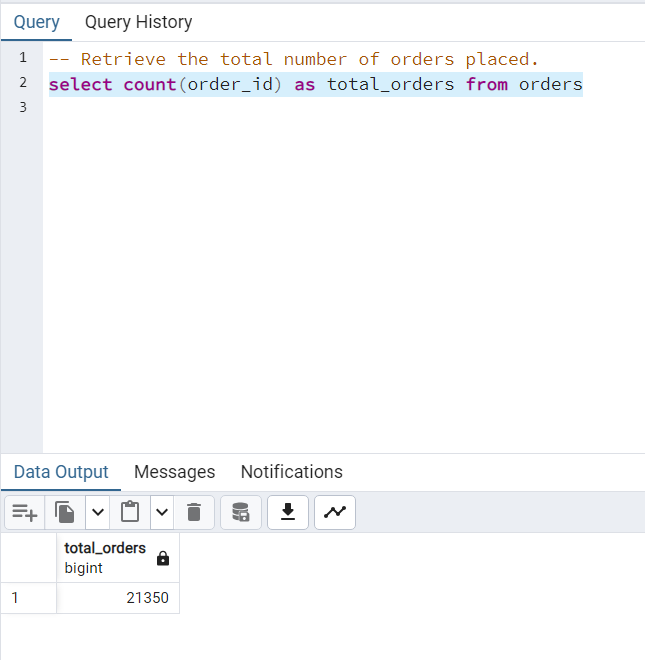 Query Query History
1 -- Retrieve the total number of orders placed.
2 select count(order_id) as total_orders from orders
3
Data Output Messages Notifications
total_orders
bigint
1 21350